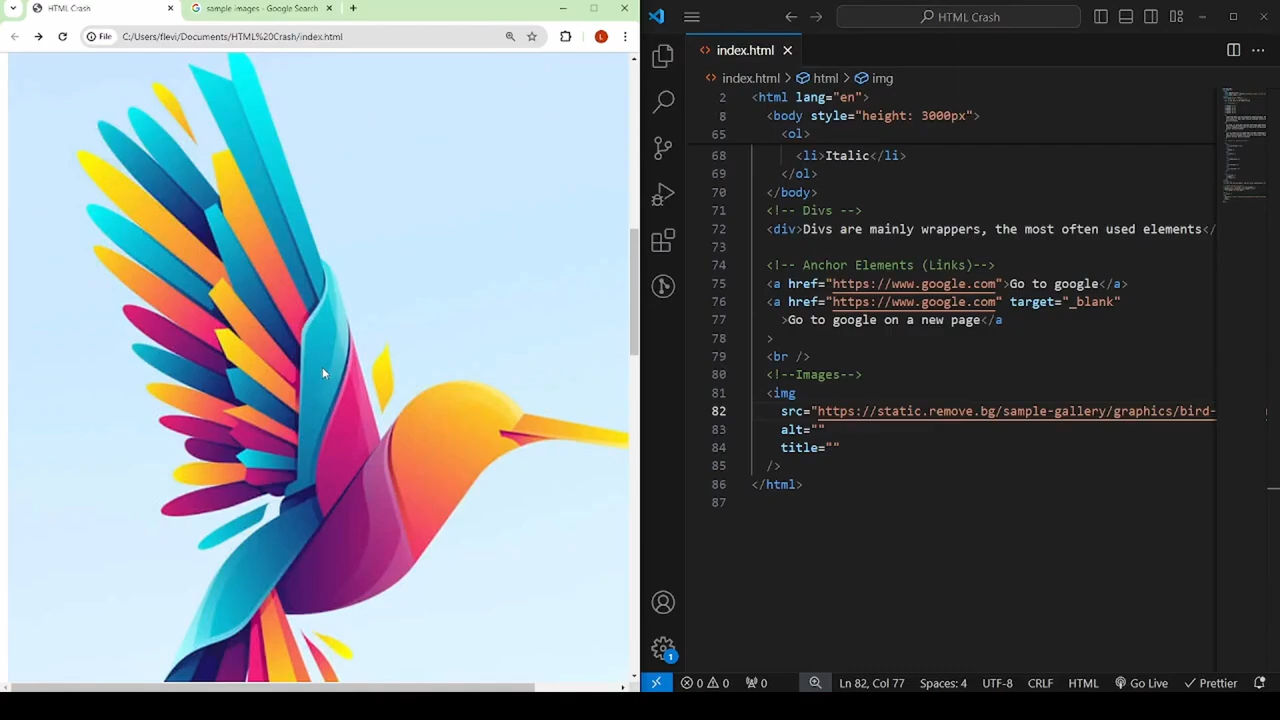 HTML Crash
sample images - Google Search
File
C:/Users/flevi/Documents/HTML%20Crash/index.html
L
HTML Crash
index.html
index.html > html > img
2 <html lang="en">
8 <body style="height: 3000px">
65 <ol>
68 <li>Italic</li>
69 </ol>
70 </body>
71 <!-- Divs -->
72 <div>Divs are mainly wrappers, the most often used elements</
73
74 <!-- Anchor Elements (Links)-->
75 <a href="https://www.google.com">Go to google</a>
76 <a href="https://www.google.com" target="_blank"
77 >Go to google on a new page</a
78 >
79 <br />
80 <!--Images-->
81 <img
82 src="https://static.remove.bg/sample-gallery/graphics/bird-
83 alt=""
84 title=""
85 />
86 </html>
87
1
0 0 0 Ln 82, Col 77 Spaces: 4 UTF-8 CRLF HTML Go Live Prettier